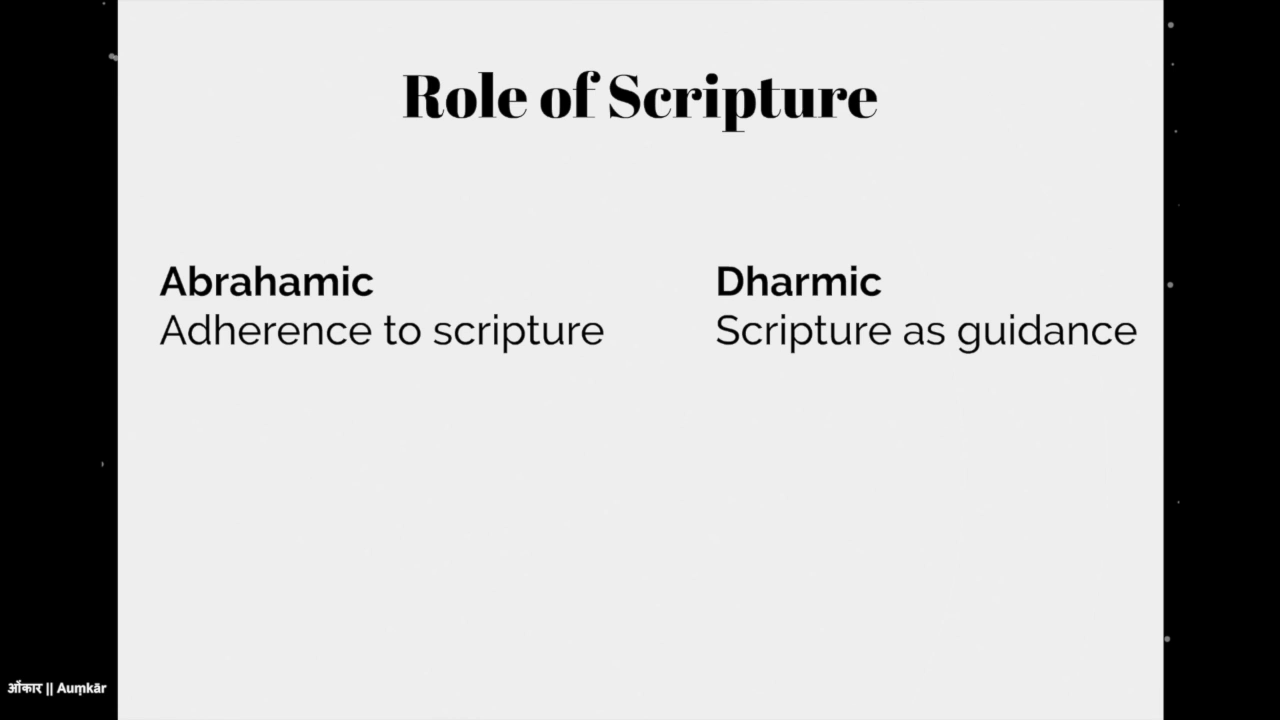 Role of Scripture
Abrahamic
Adherence to scripture
Dharmic
Scripture as guidance
ओंकार || Auṃkār